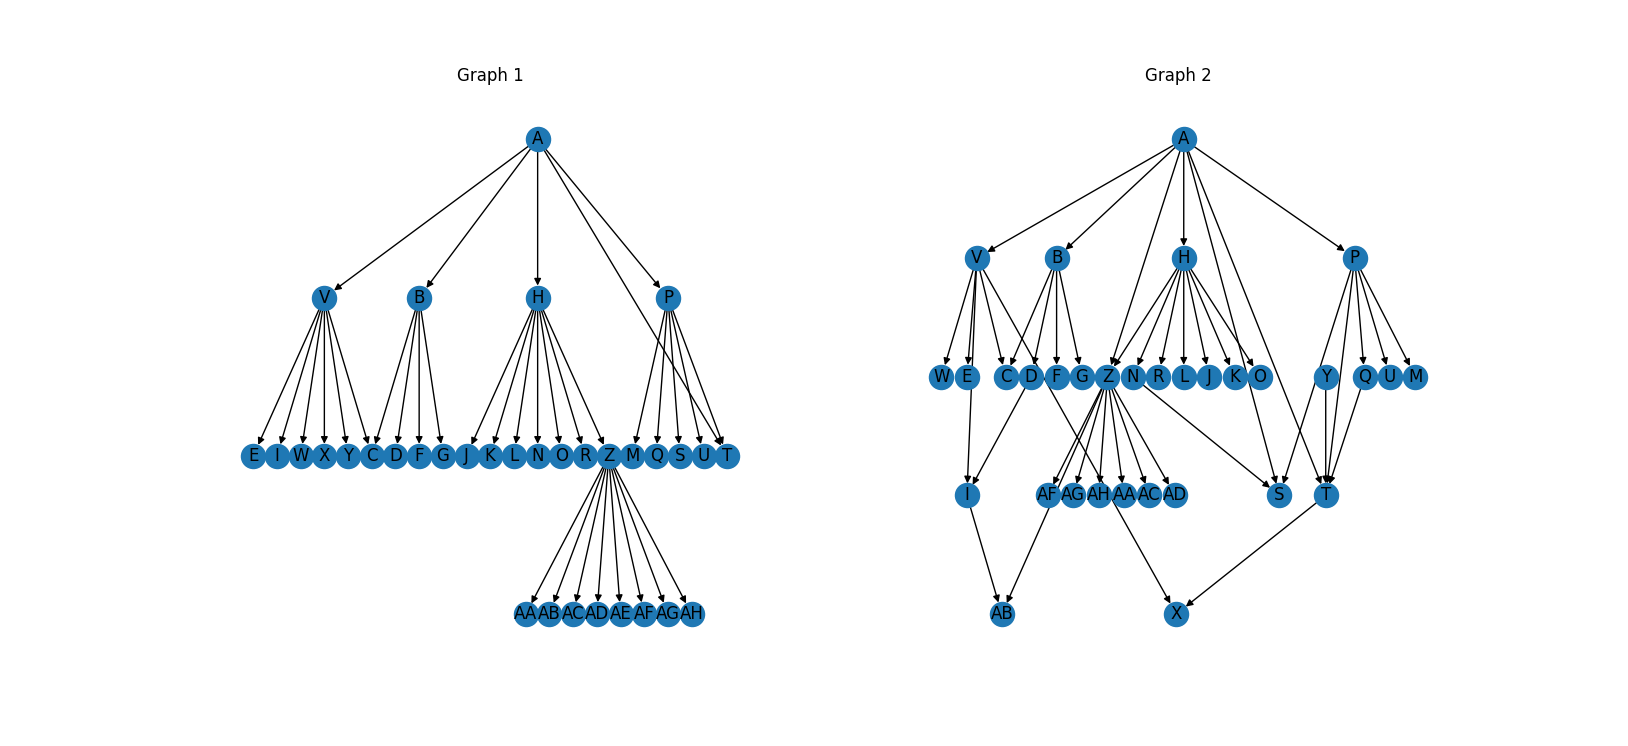 Graph 1
Graph 2
A
A
V B H P
V B H P
E I W X Y C D F G J K L N O R Z M Q S U T
W E C D F G Z N R L J K O Y Q U M
I AF AG AH AA AC AD S T
AA AB AC AD AE AF AG AH
AB X